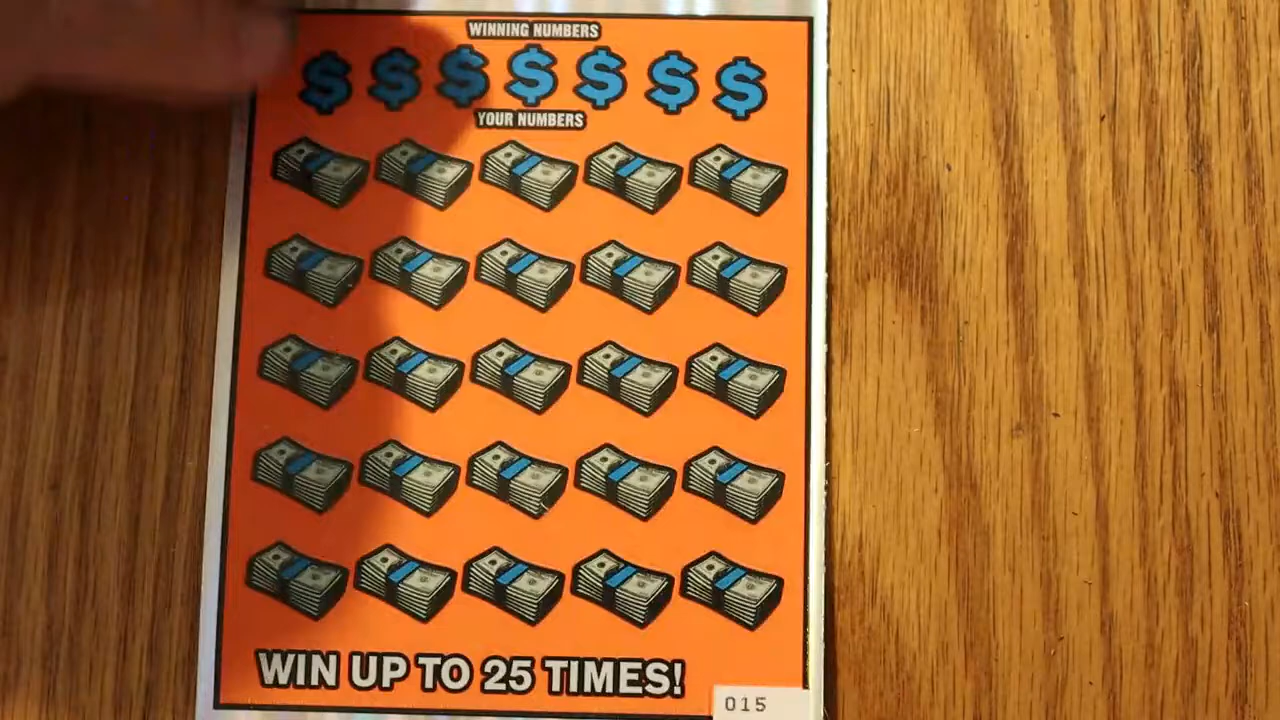 WINNING NUMBERS
$ $ $ $ $ $ $
YOUR NUMBERS
WIN UP TO 25 TIMES!
015